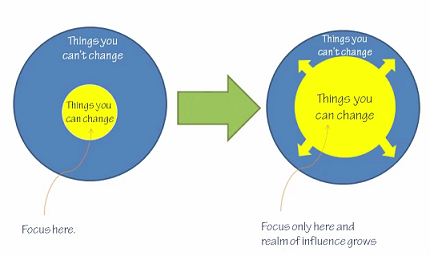 Things you
can't change
Things you
can change
Focus here.
Things you
can't change
Things you
can change
Focus only here and
realm of influence grows